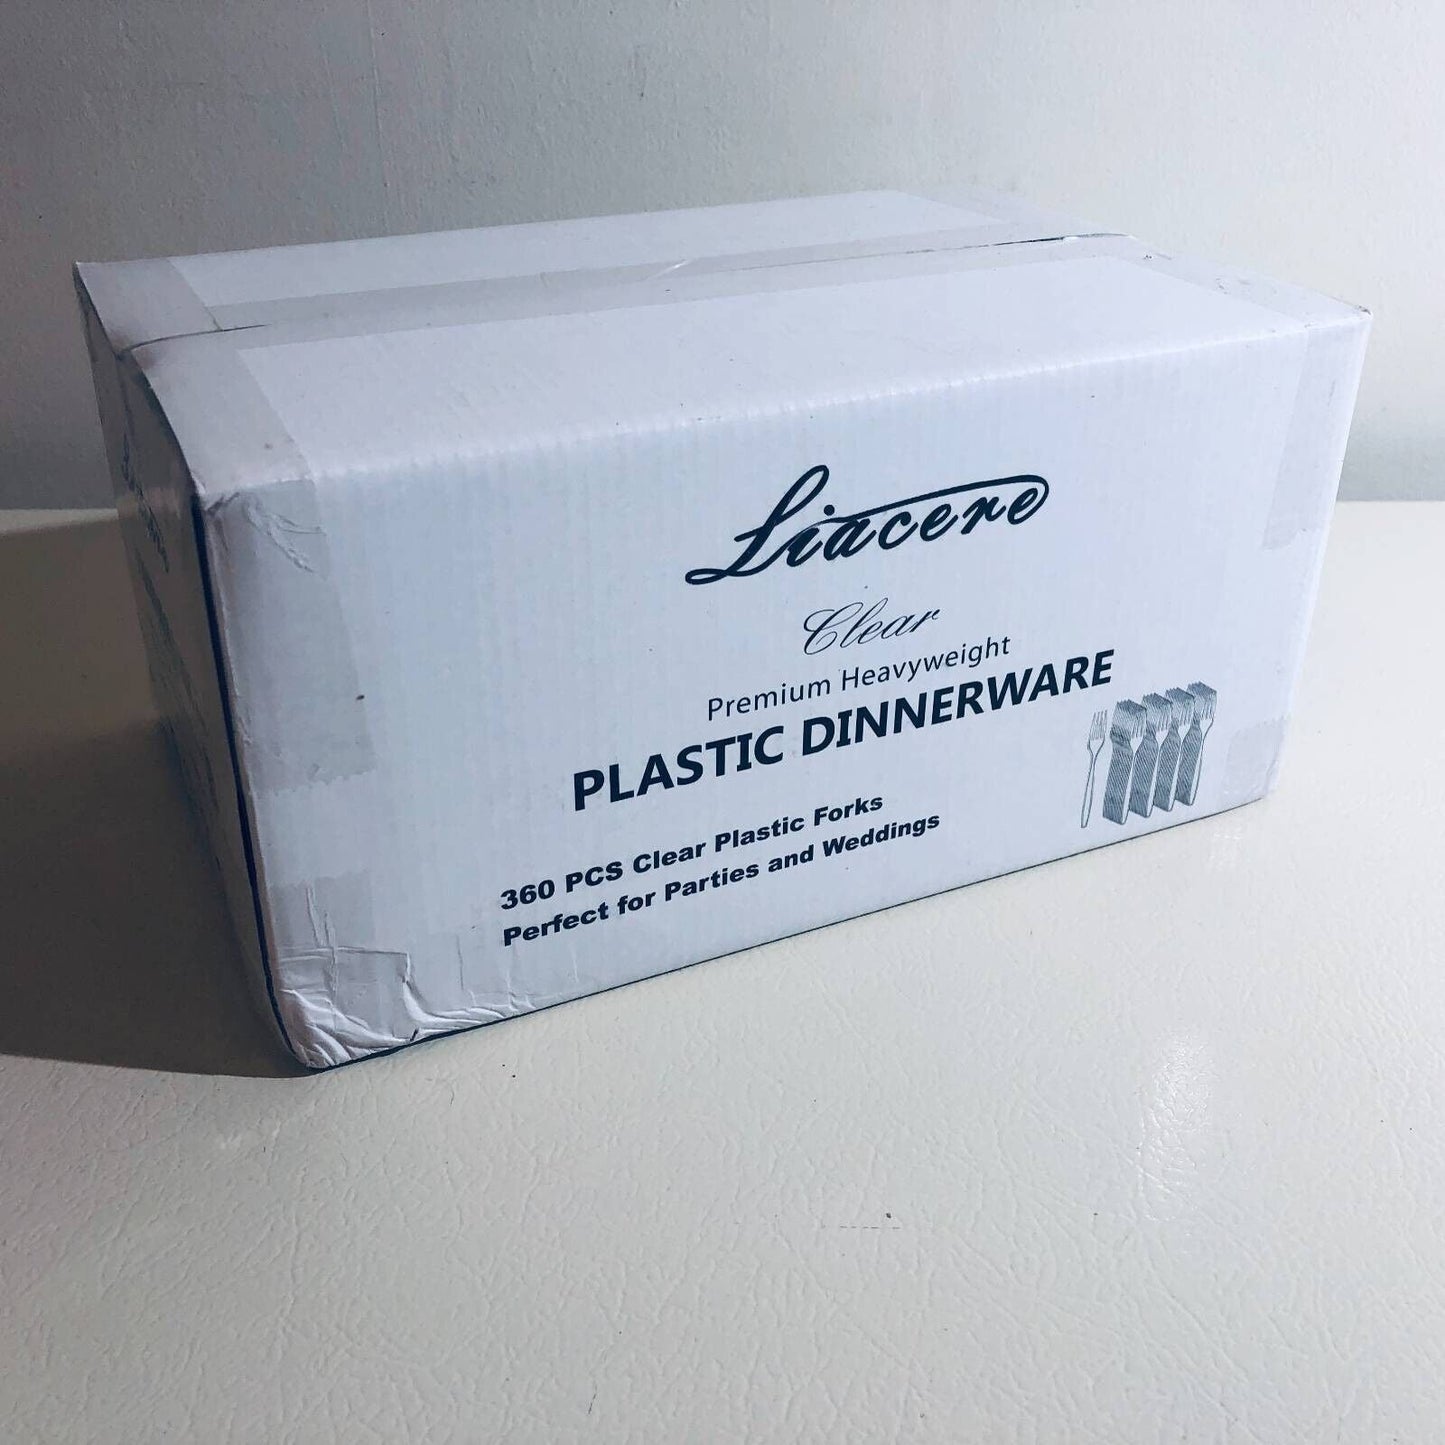 Liacere
Clear
Premium Heavyweight
PLASTIC DINNERWARE
360 PCS Clear Plastic Forks
Perfect for Parties and Weddings